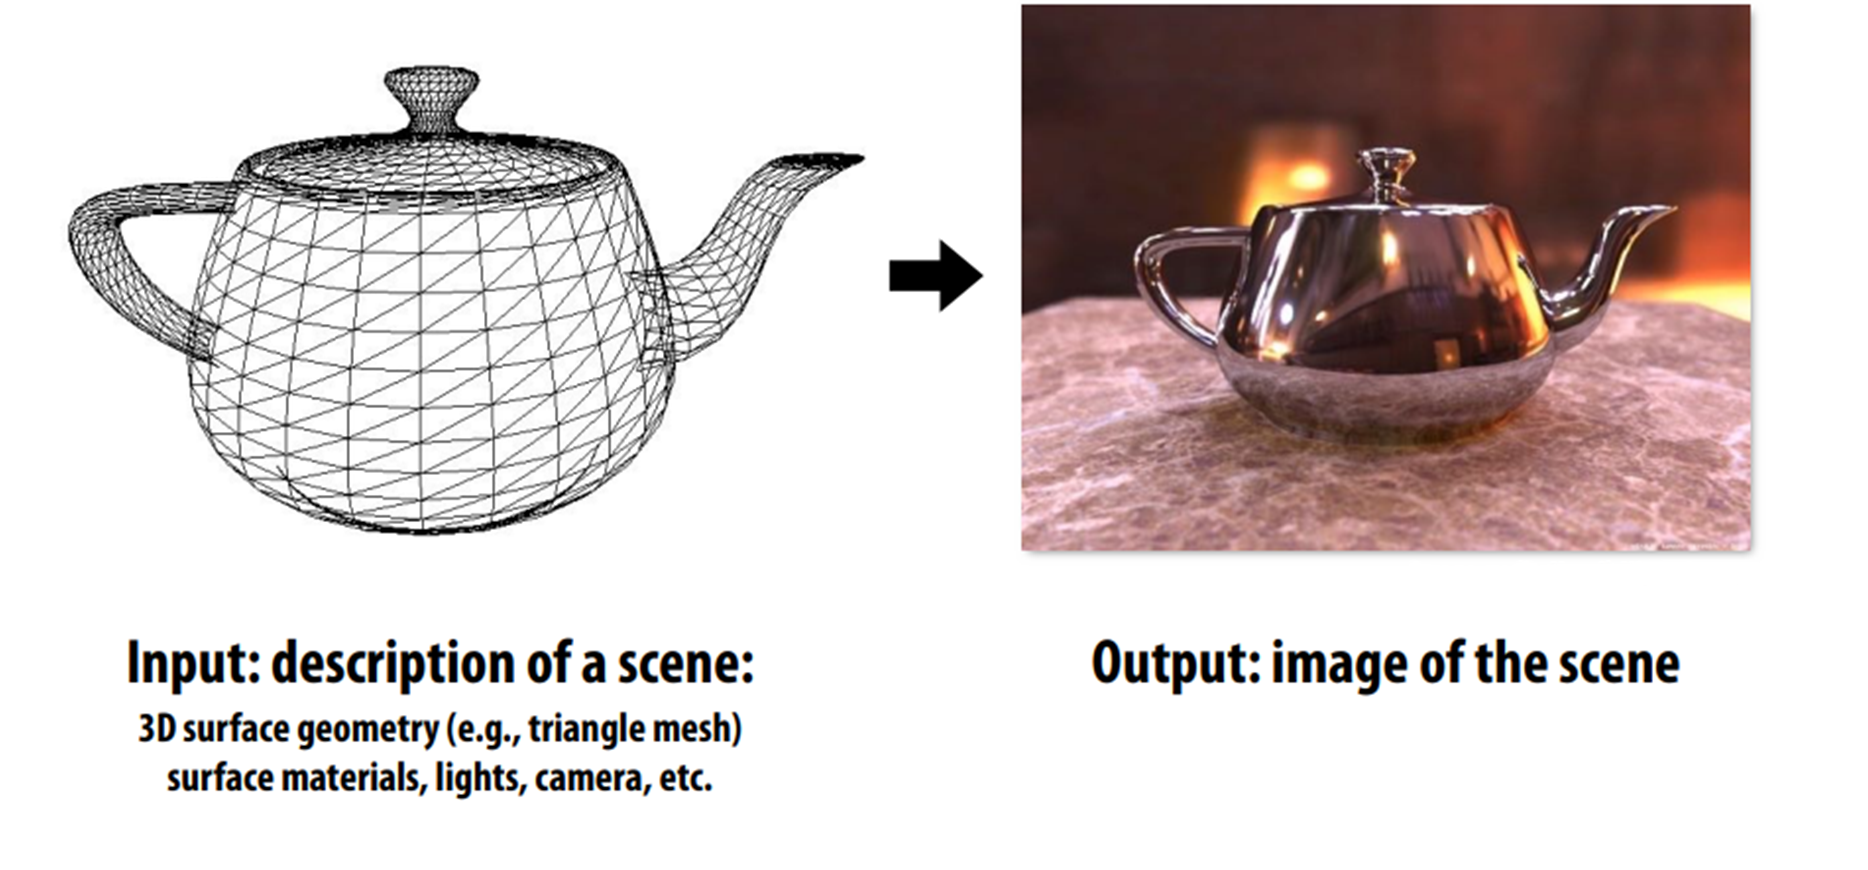 Input: description of a scene:
3D surface geometry (e.g., triangle mesh)
surface materials, lights, camera, etc.
Output: image of the scene